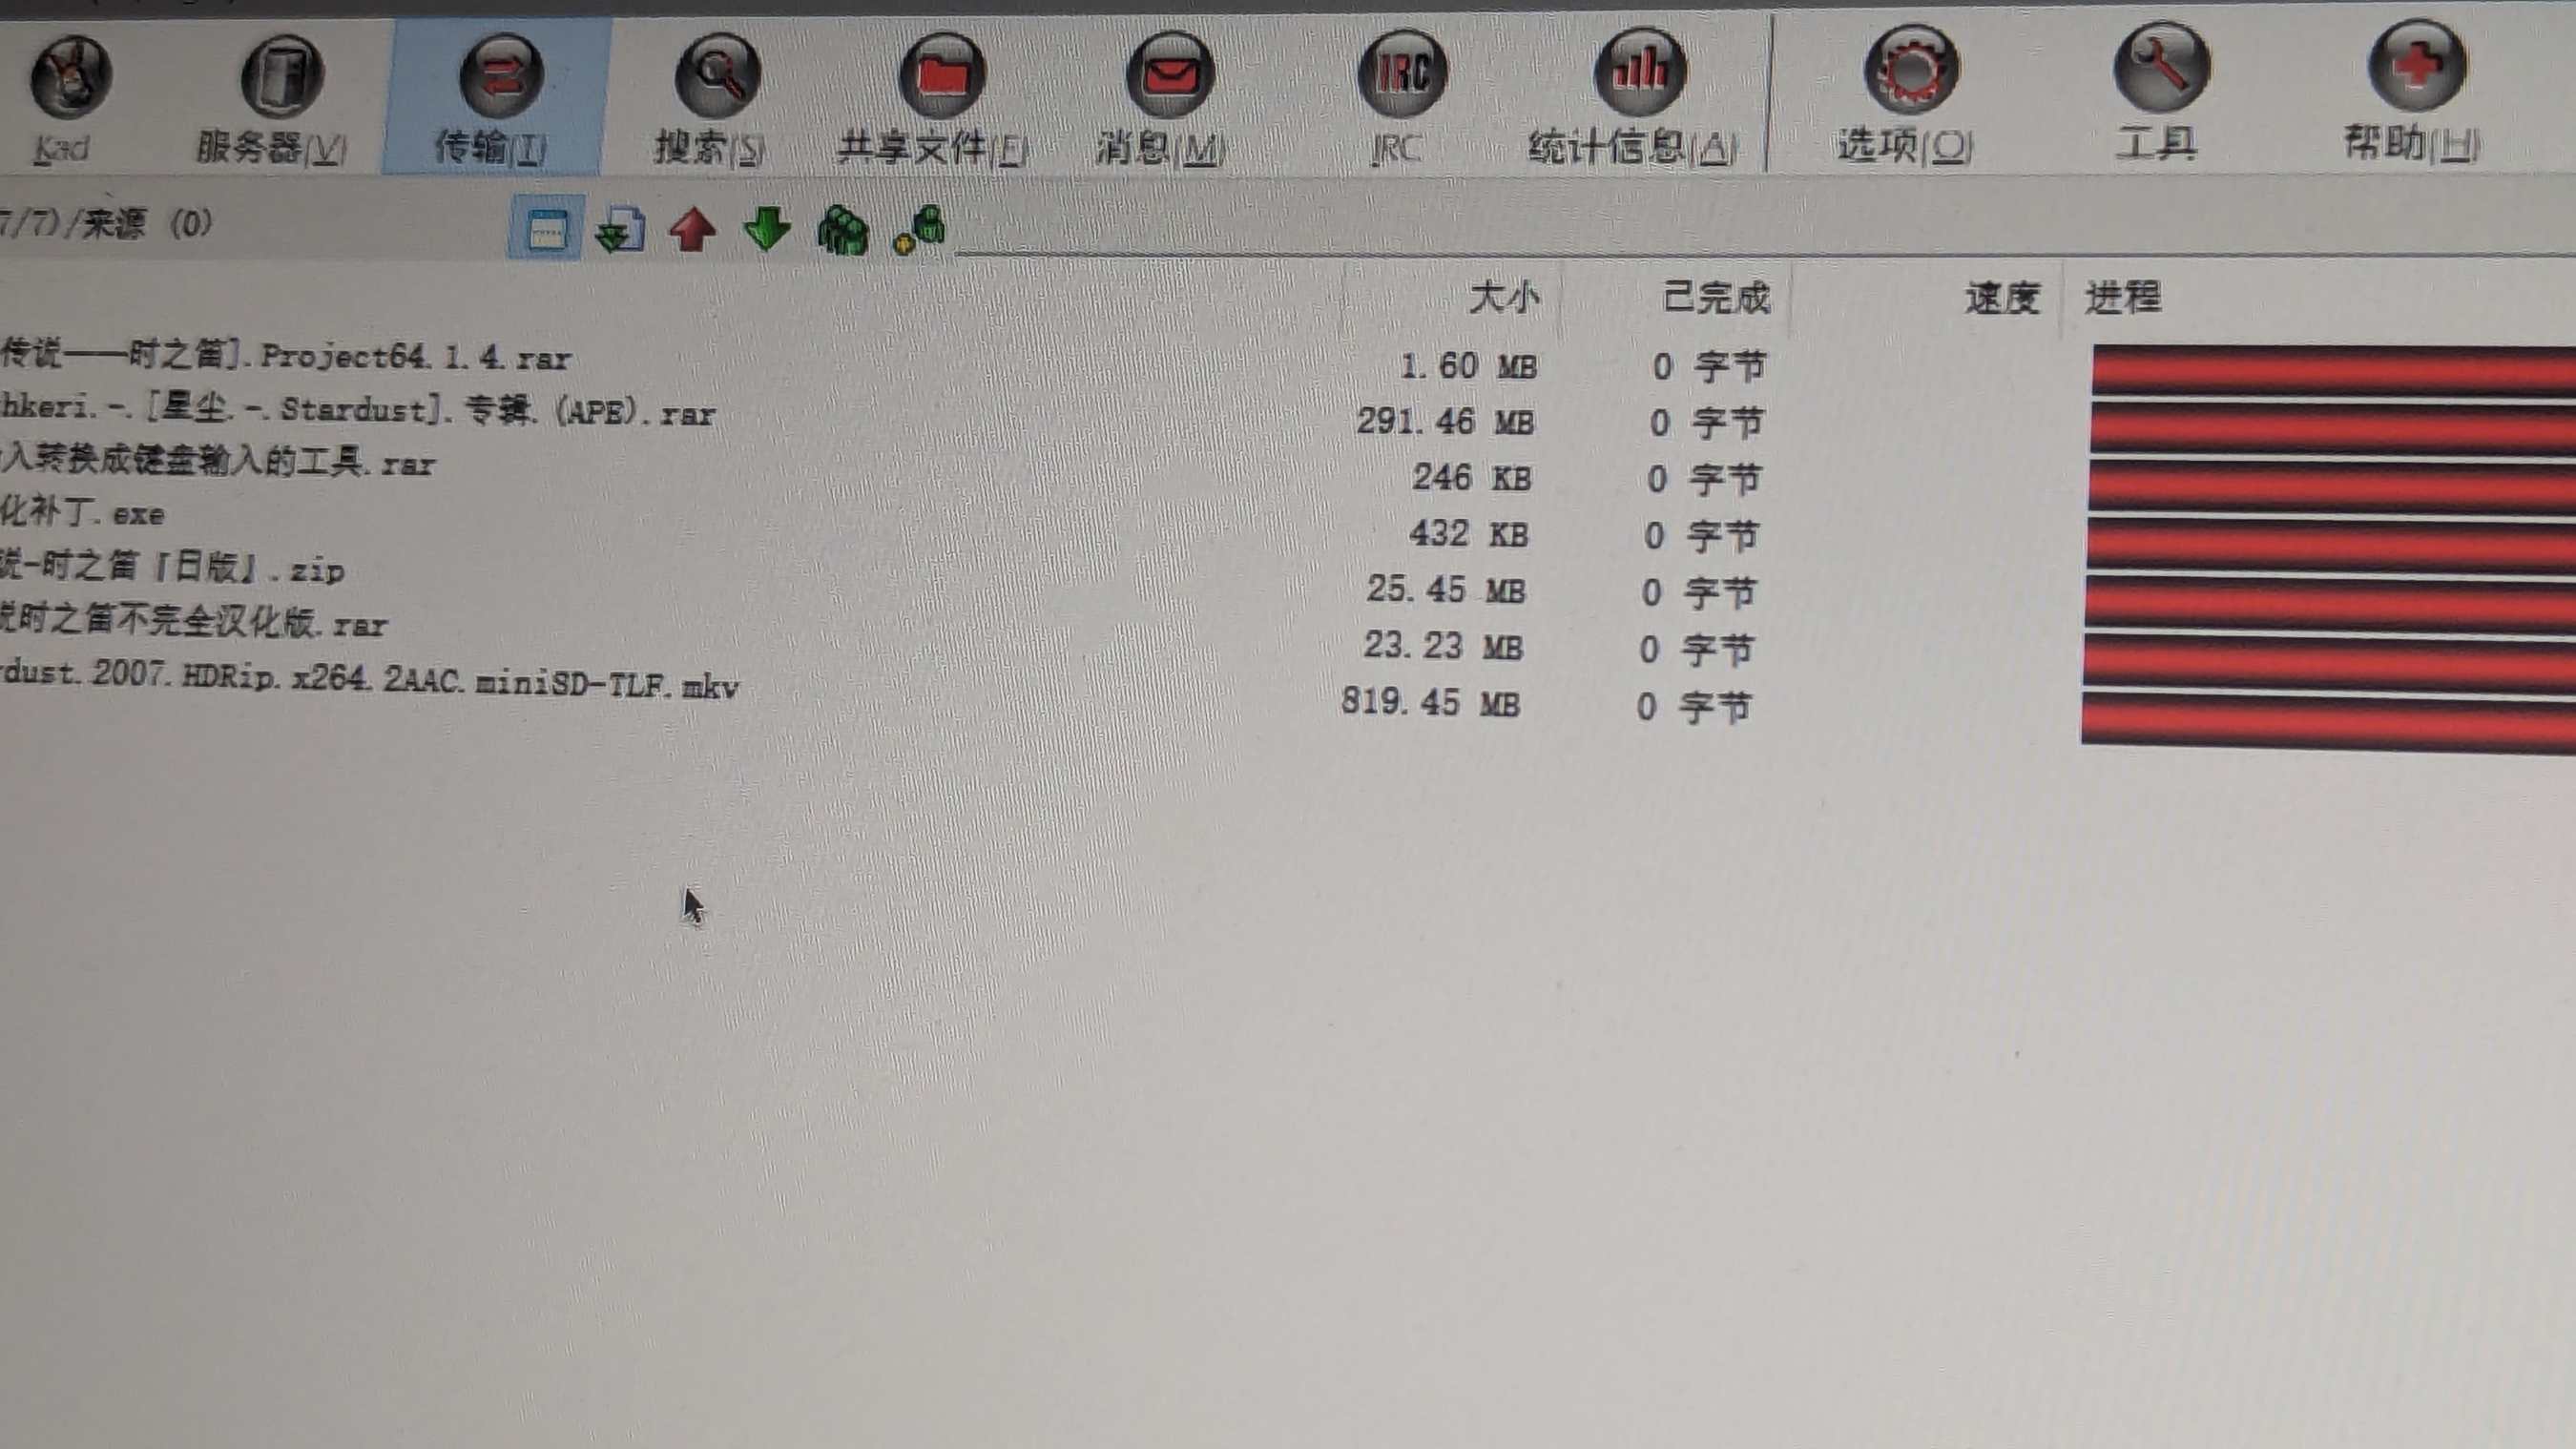 Kad 服务器(V) 传输(T) 搜索(S) 共享文件(F) 消息(M) IRC IRC 统计信息(A) 选项(O) 工具 帮助(H)
7/7)/来源 (0)
大小 已完成 速度 进程
传说——时之笛].Project64.1.4.rar 1.60 MB 0 字节
hkeri.-.[星尘.-.Stardust].专辑.(APE).rar 291.46 MB 0 字节
入转换成键盘输入的工具.rar 246 KB 0 字节
化补丁.exe 432 KB 0 字节
说-时之笛『日版』.zip 25.45 MB 0 字节
说时之笛不完全汉化版.rar 23.23 MB 0 字节
rdust.2007.HDRip.x264.2AAC.miniSD-TLF.mkv 819.45 MB 0 字节